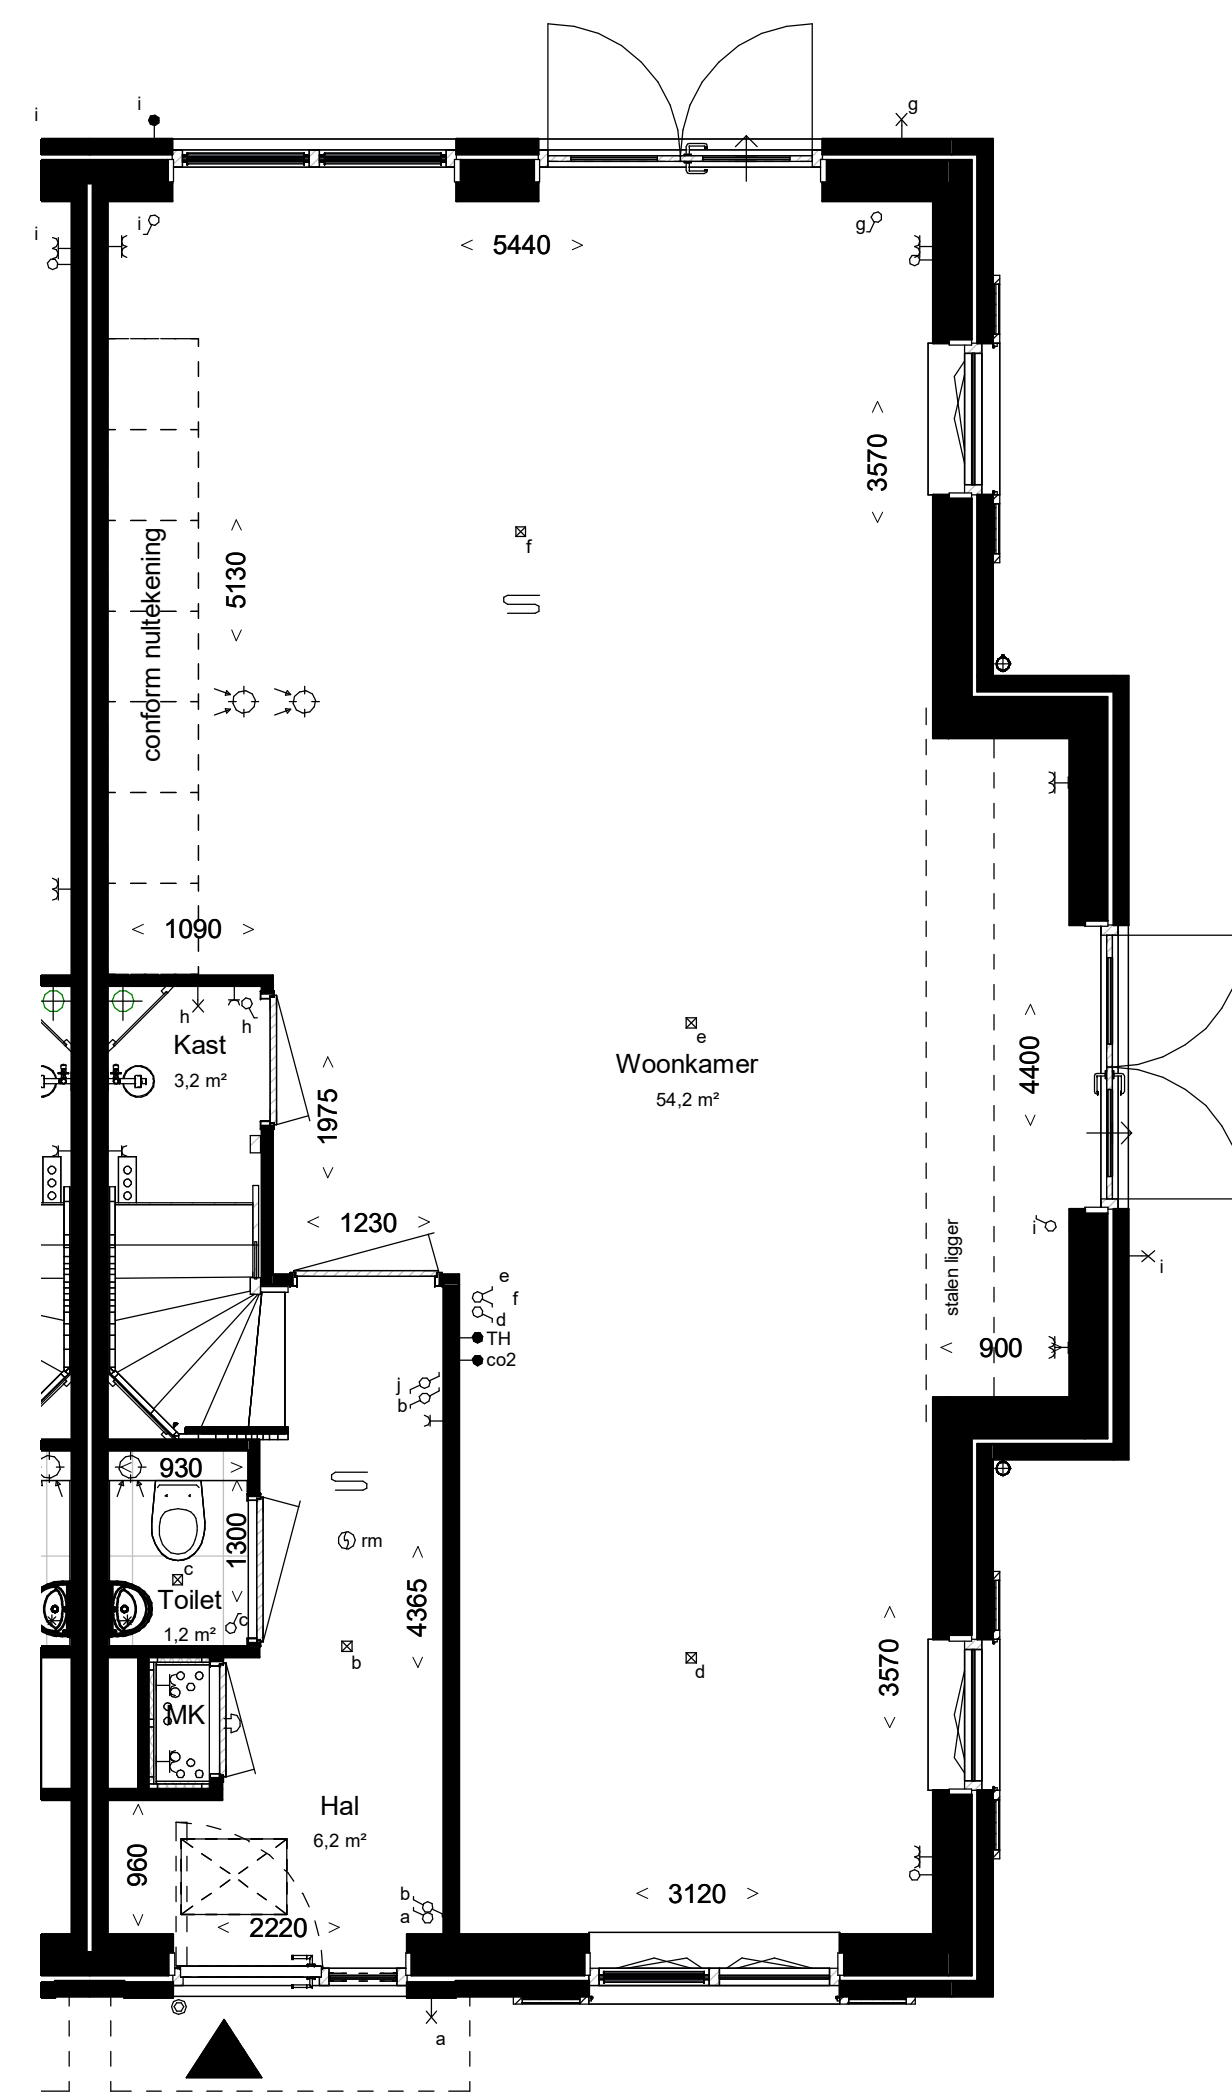 i
g
i
i
i
g
< 5440 >
< 3570 >
f
< 5130 >
conform nultekening
< 1090 >
h
h
Kast
3,2 m²
e
Woonkamer
54,2 m²
< 4400 >
< 1975 >
< 1230 >
i
i
stalen ligger
e
f
d
TH
co2
< 900
j
b
< 930 >
< 1300 >
rm
c
Toilet
1,2 m²
c
< 4365 >
b
d
< 3570 >
MK
Hal
6,2 m²
< 960 >
< 3120 >
b
a
< 2220 >
a